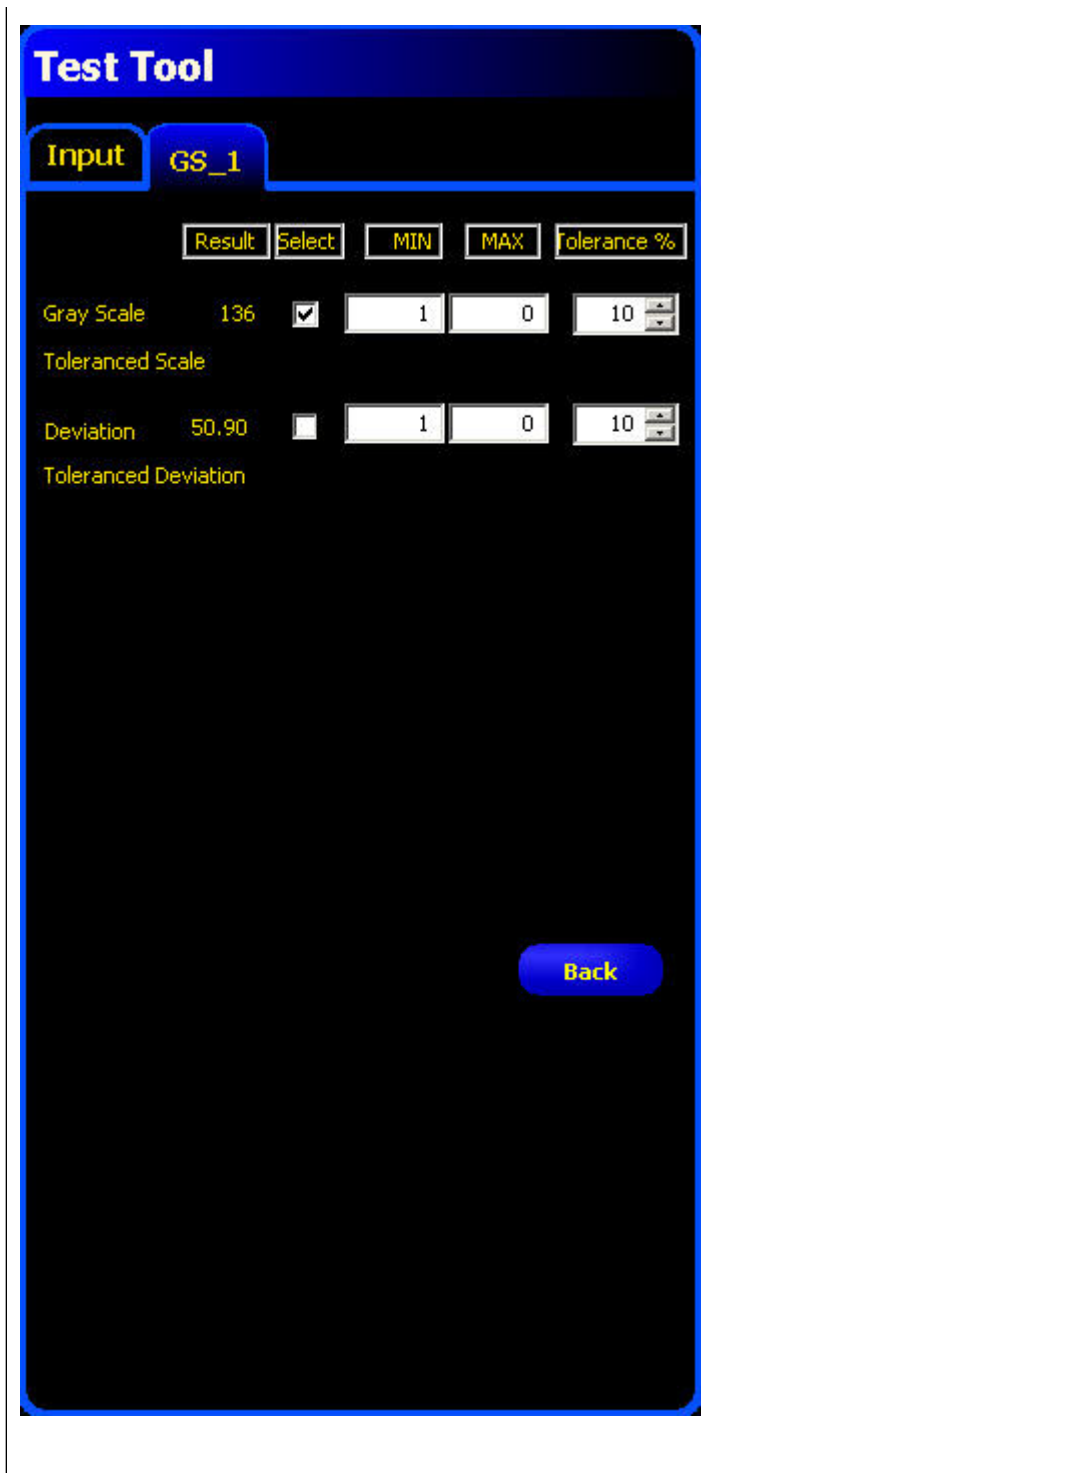 Test Tool
Input GS_1
Result Select MIN MAX Tolerance %
Gray Scale 136 1 0 10
Toleranced Scale
Deviation 50.90 1 0 10
Toleranced Deviation
Back